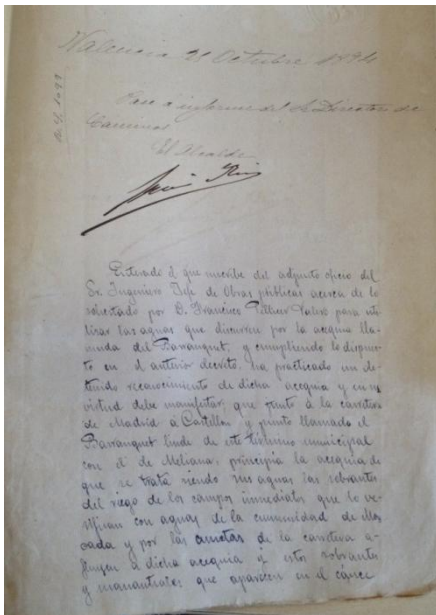 Valencia 21 Octubre 1894
Pase a informe del Sr Director de
Caminos
El Alcalde
Enterado el que suscribe del adjunto oficio del
Sr. Ingeniero Jefe de Obras públicas acerca de lo
solicitado por D. Francisco Pellicer Valero para uti
lizar las aguas que discurren por la acequia lla-
mada del Barranquet, y cumpliendo lo dispues
to en el anterior decreto, ha practicado un de-
tenido reconocimiento de dicha acequia y en su
virtud debe manifestar; que junto á la carretera
de Madrid á Castellon y punto llamado el
Barranquet linde de este término municipal
con el de Meliana, principia la acequia de
que se trata siendo sus aguas las sobrantes
del riego de los campos inmediatos que lo ve-
rifican con aguas de la comunidad de Mon
cada y por las cunetas de la carretera a-
fluyen á dicha acequia y estos sobrantes
y manantiales que aparecen en el cauce